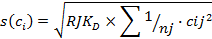 s(cᵢ) = √(RJK_D × ∑ 1/nj · cij²)